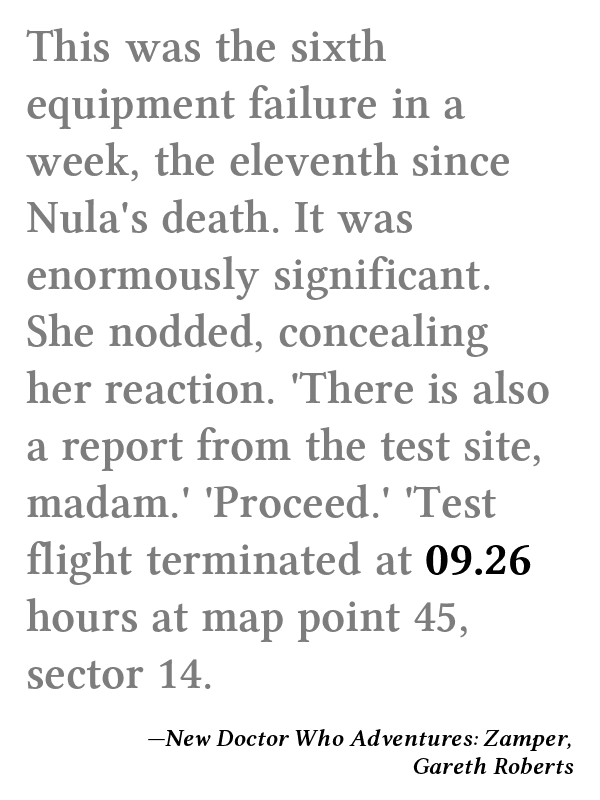 This was the sixth
equipment failure in a
week, the eleventh since
Nula's death. It was
enormously significant.
She nodded, concealing
her reaction. 'There is also
a report from the test site,
madam.' 'Proceed.' 'Test
flight terminated at 09.26
hours at map point 45,
sector 14.
—New Doctor Who Adventures: Zamper,
Gareth Roberts